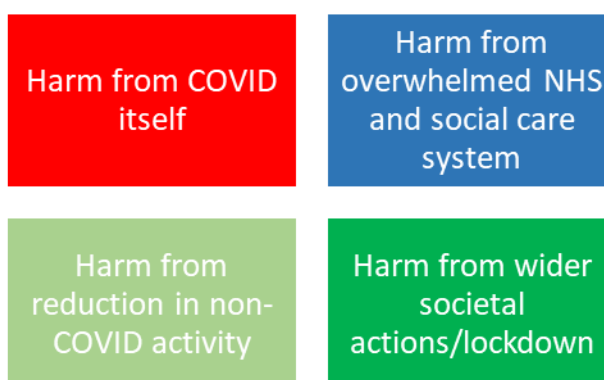 Harm from COVID
itself
Harm from
overwhelmed NHS
and social care
system
Harm from
reduction in non-
COVID activity
Harm from wider
societal
actions/lockdown